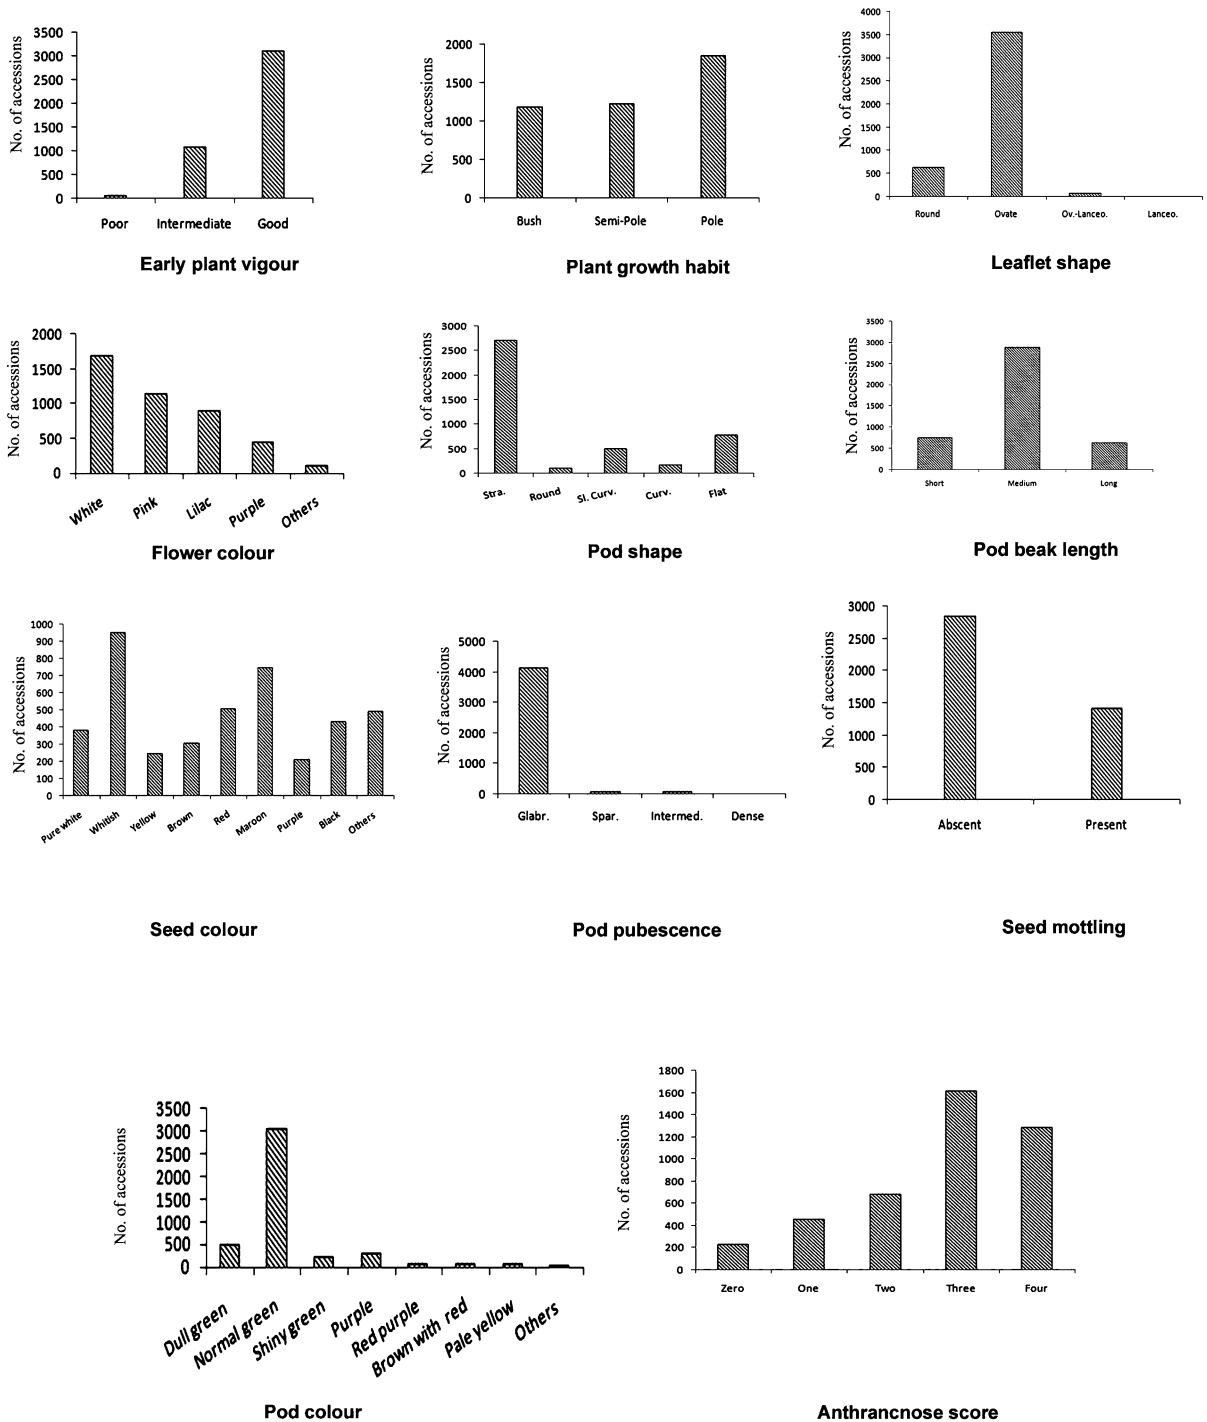 No. of accessions
3500
3000
2500
2000
1500
1000
500
0
Poor Intermediate Good
Early plant vigour
No. of accessions
2000
1500
1000
500
0
Bush Semi-Pole Pole
Plant growth habit
No. of accessions
4000
3500
3000
2500
2000
1500
1000
500
0
Round Ovate Ov.-Lanceo. Lanceo.
Leaflet shape
No. of accessions
2000
1500
1000
500
0
White Pink Lilac Purple Others
Flower colour
No. of accessions
3000
2500
2000
1500
1000
500
0
Stra. Round Sl. Curv. Curv. Flat
Pod shape
No. of accessions
3500
3000
2500
2000
1500
1000
500
0
Short Medium Long
Pod beak length
No. of accessions
1000
900
800
700
600
500
400
300
200
100
0
Pure white Whitish Yellow Brown Red Maroon Purple Black Others
Seed colour
No. of accessions
5000
4000
3000
2000
1000
0
Glabr. Spar. Intermed. Dense
Pod pubescence
No. of accessions
3000
2500
2000
1500
1000
500
0
Abscent Present
Seed mottling
No. of accessions
3500
3000
2500
2000
1500
1000
500
0
Dull green Normal green Shiny green Purple Red purple Brown with red Pale yellow Others
Pod colour
No. of accessions
1800
1600
1400
1200
1000
800
600
400
200
0
Zero One Two Three Four
Anthrancnose score